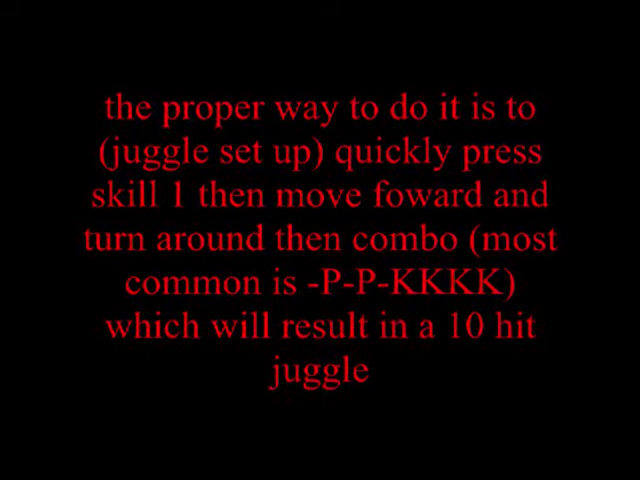 the proper way to do it is to
(juggle set up) quickly press
skill 1 then move foward and
turn around then combo (most
common is -P-P-KKKK)
which will result in a 10 hit
juggle